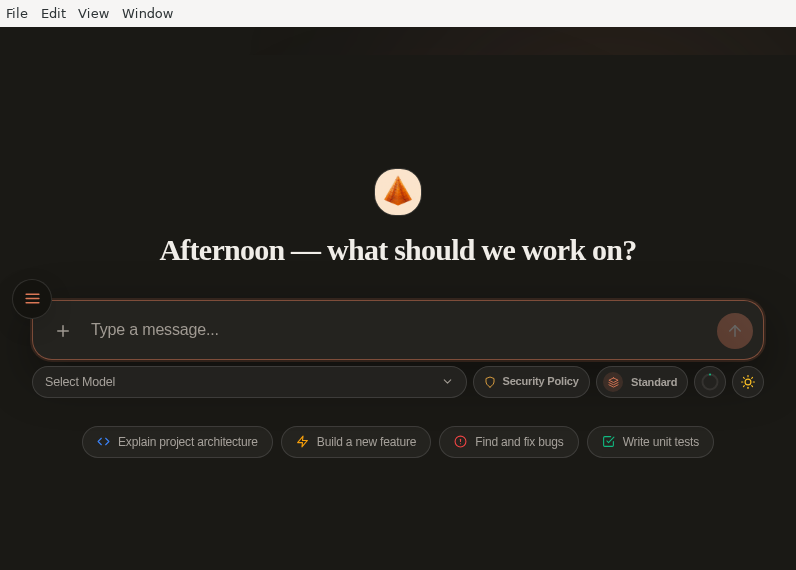 File Edit View Window
Afternoon — what should we work on?
Type a message...
Select Model
Security Policy
Standard
Explain project architecture
Build a new feature
Find and fix bugs
Write unit tests